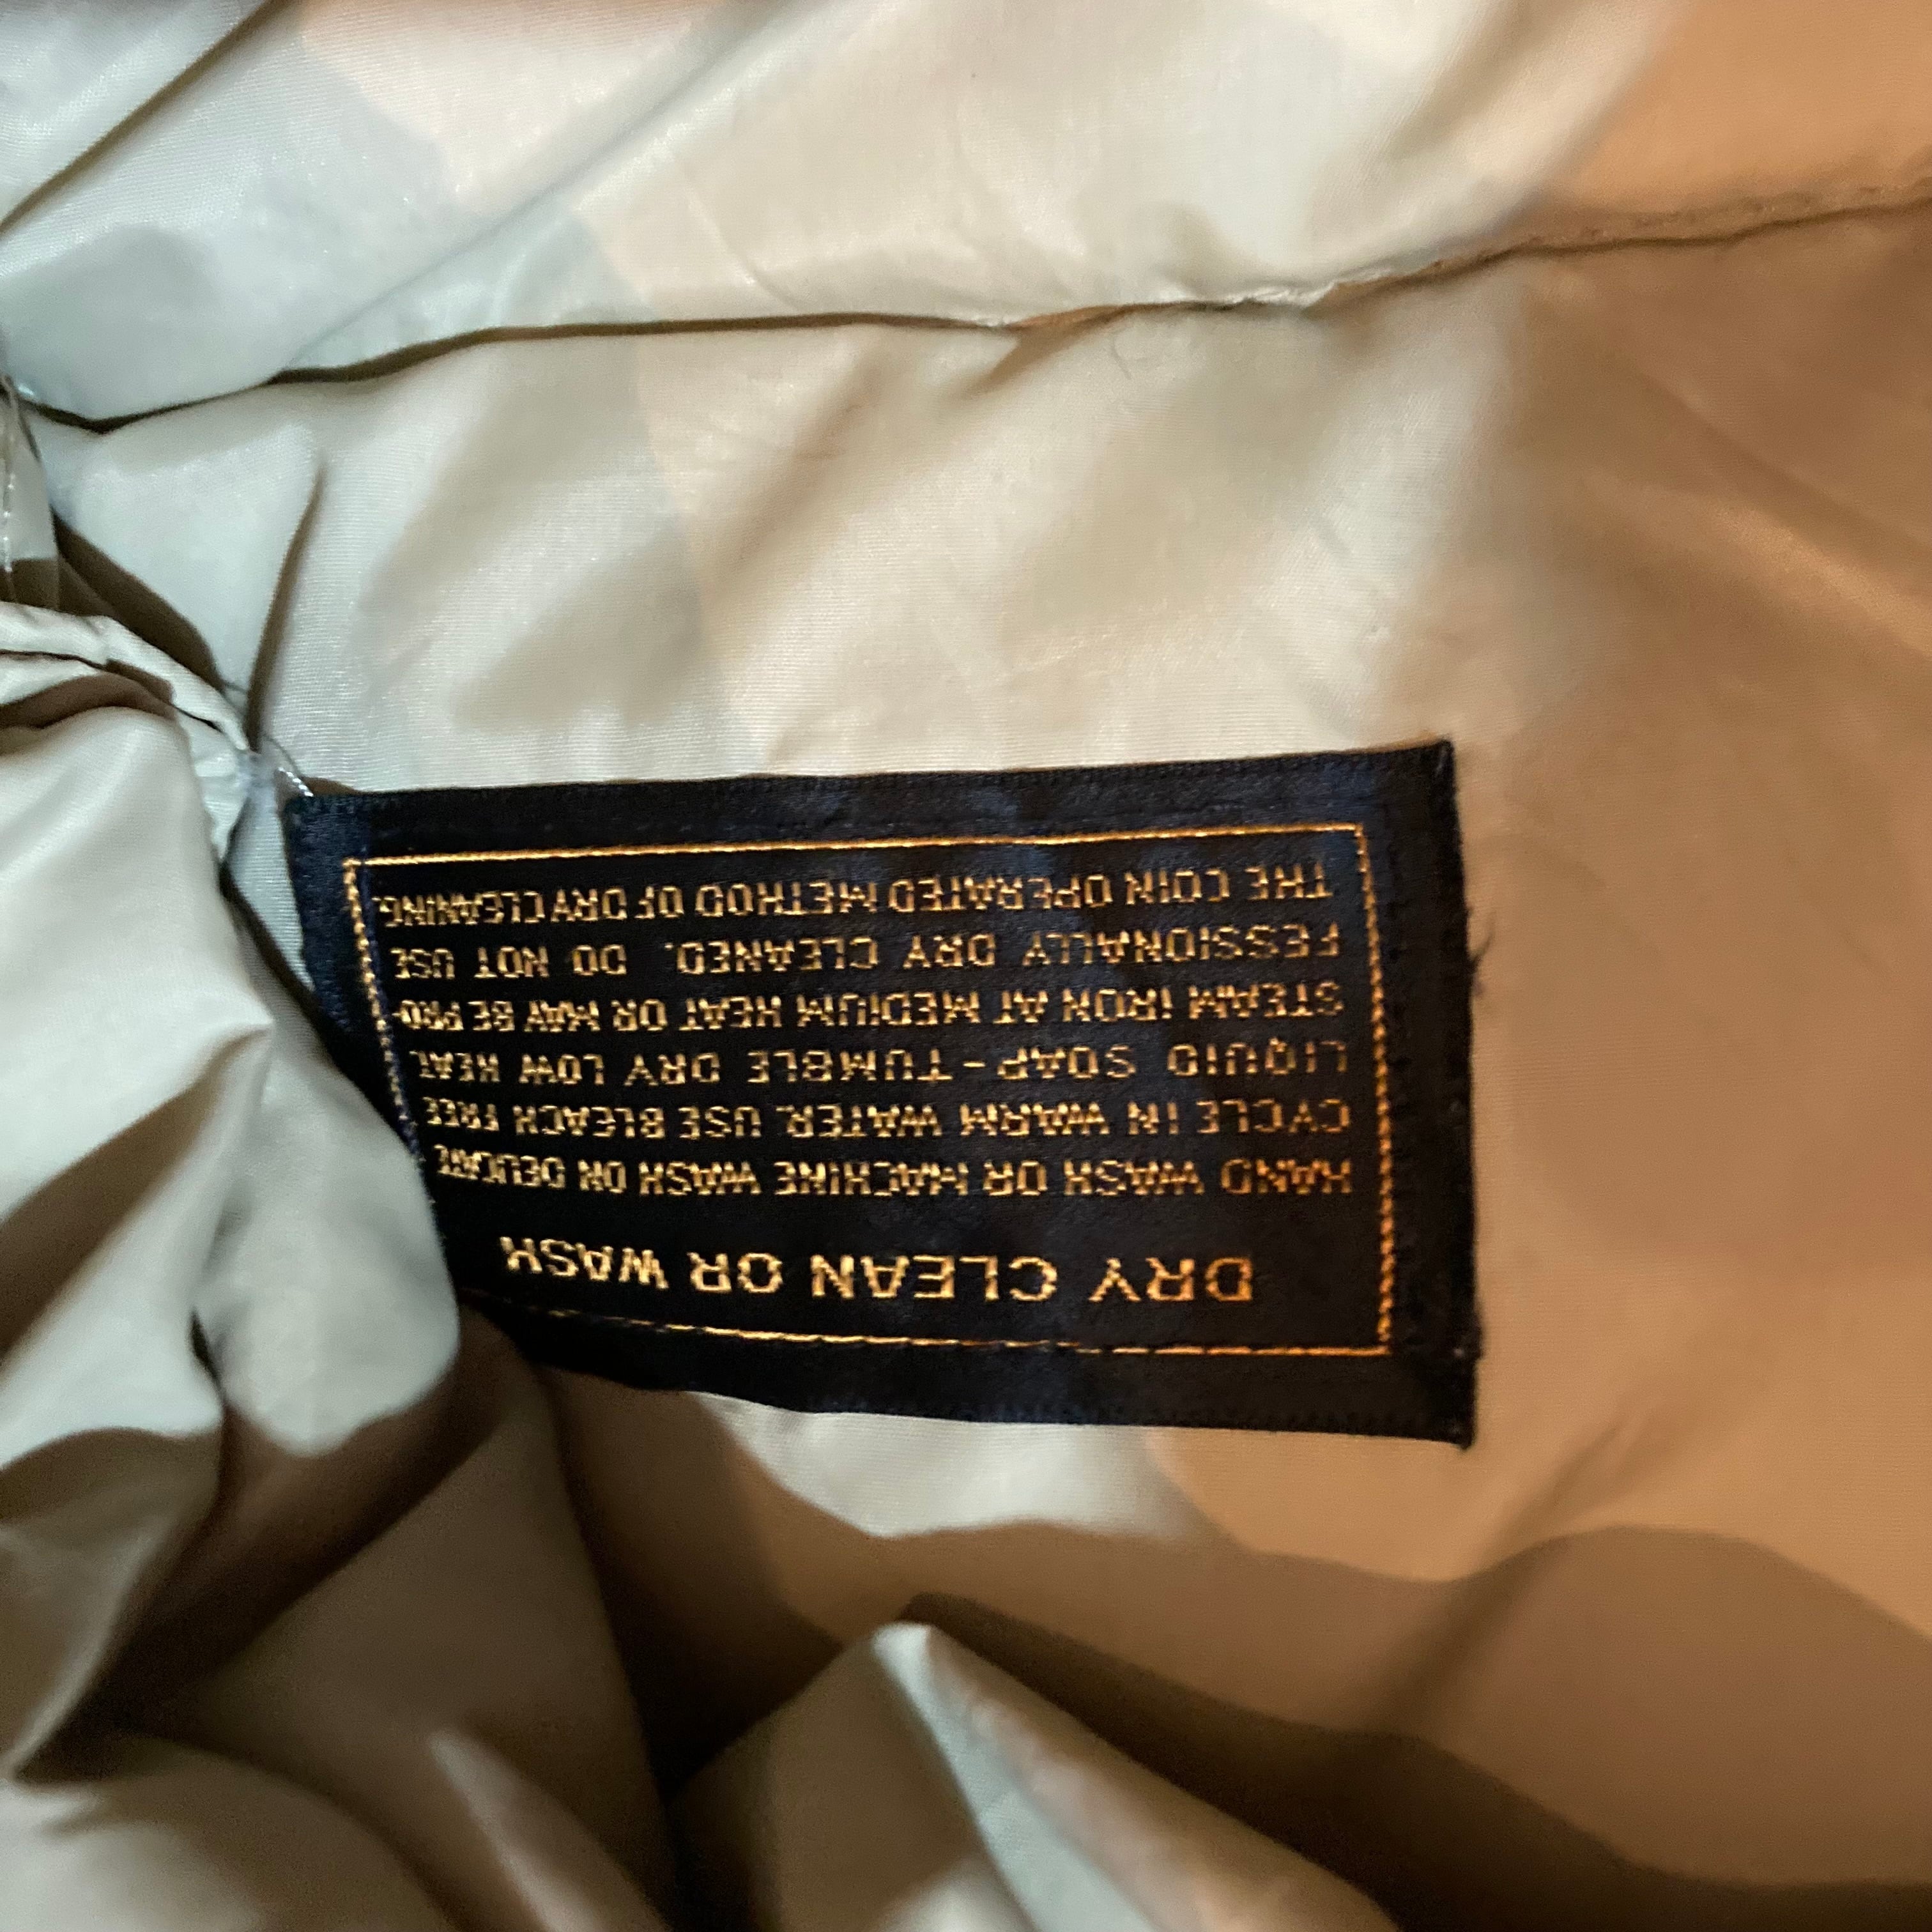 DRY CLEAN OR WASH
HAND WASH OR MACHINE WASH ON DELICATE
CYCLE IN WARM WATER. USE BLEACH FREE
LIQUID SOAP-TUMBLE DRY LOW HEAT
STEAM IRON AT MEDIUM HEAT OR MAY BE PRO-
FESSIONALLY DRY CLEANED. DO NOT USE
THE COIN OPERATED METHOD OF DRY CLEANING.